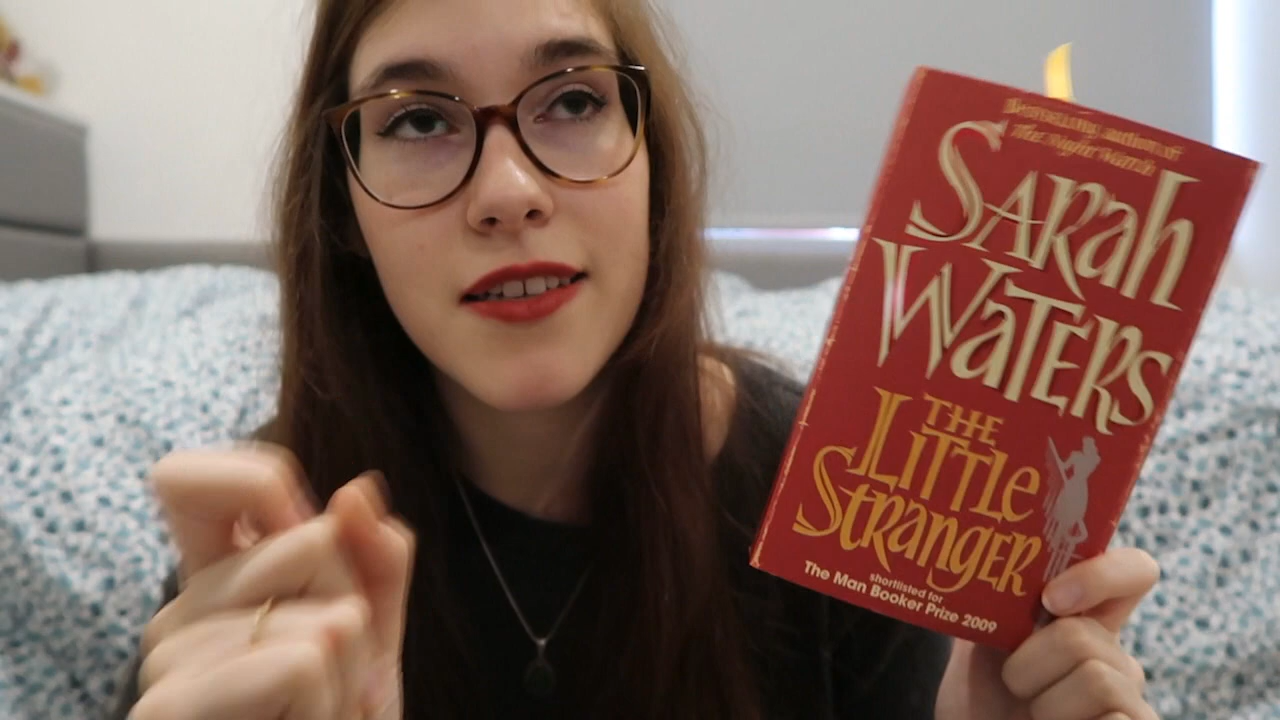 Bestselling author of
The Night Watch
Sarah
Waters
The
Little
Stranger
shortlisted for
The Man Booker Prize 2009